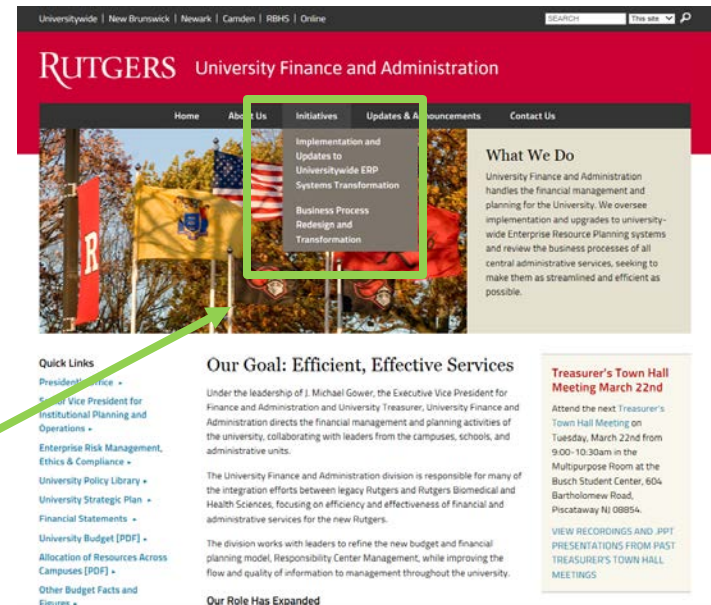 Universitywide | New Brunswick | Newark | Camden | RBHS | Online
SEARCH
This site
RUTGERS University Finance and Administration
Home About Us Initiatives Updates & Announcements Contact Us
Implementation and
Updates to
Universitywide ERP
Systems Transformation
Business Process
Redesign and
Transformation
R
What We Do
University Finance and Administration
handles the financial management and
planning for the University. We oversee
implementation and upgrades to university-
wide Enterprise Resource Planning systems
and review the business processes of all
central administrative services, seeking to
make them as streamlined and efficient as
possible.
Quick Links
President's Office
Senior Vice President for
Institutional Planning and
Operations
Enterprise Risk Management,
Ethics & Compliance
University Policy Library
University Strategic Plan
Financial Statements
University Budget [PDF]
Allocation of Resources Across
Campuses [PDF]
Other Budget Facts and
Figures
Our Goal: Efficient, Effective Services
Under the leadership of J. Michael Gower, the Executive Vice President for
Finance and Administration and University Treasurer, University Finance and
Administration directs the financial management and planning activities of
the university, collaborating with leaders from the campuses, schools, and
administrative units.
The University Finance and Administration division is responsible for many of
the integration efforts between legacy Rutgers and Rutgers Biomedical and
Health Sciences, focusing on efficiency and effectiveness of financial and
administrative services for the new Rutgers.
The division works with leaders to refine the new budget and financial
planning model, Responsibility Center Management, while improving the
flow and quality of information to management throughout the university.
Our Role Has Expanded
Treasurer's Town Hall
Meeting March 22nd
Attend the next Treasurer's
Town Hall Meeting on
Tuesday, March 22nd from
9:00-10:30am in the
Multipurpose Room at the
Busch Student Center, 604
Bartholomew Road,
Piscataway NJ 08854.
VIEW RECORDINGS AND .PPT
PRESENTATIONS FROM PAST
TREASURER'S TOWN HALL
MEETINGS